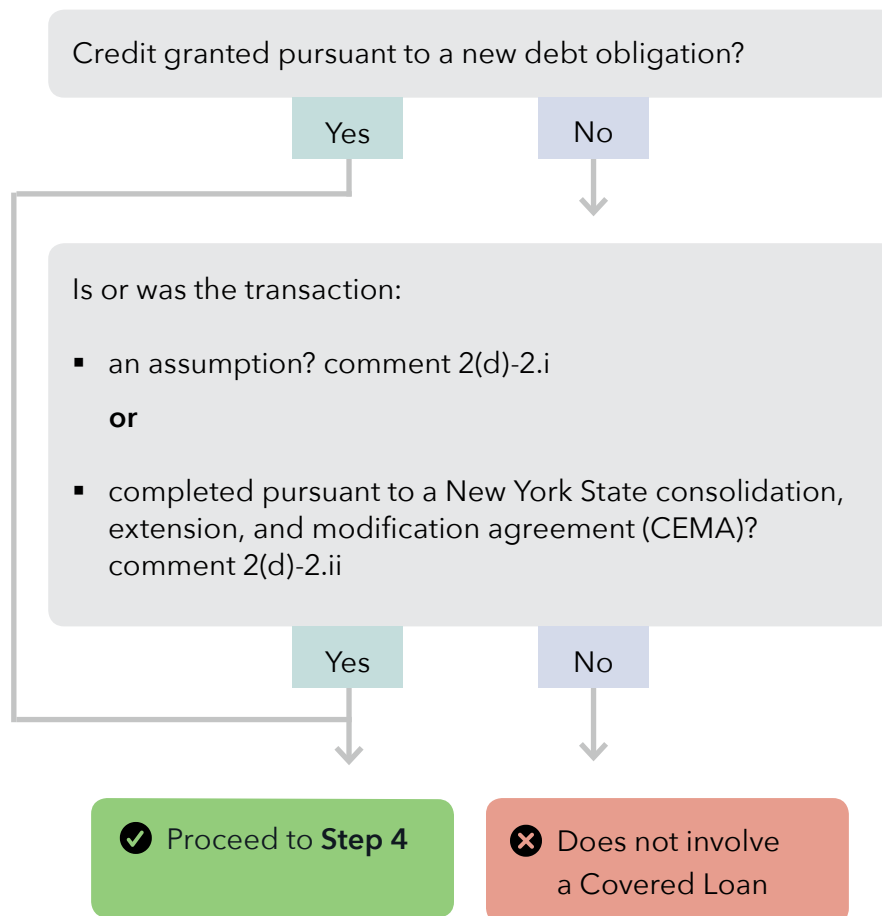 Credit granted pursuant to a new debt obligation?
Yes
No
Is or was the transaction:
▪ an assumption? comment 2(d)-2.i
or
▪ completed pursuant to a New York State consolidation,
extension, and modification agreement (CEMA)?
comment 2(d)-2.ii
Yes
No
Proceed to Step 4
Does not involve
a Covered Loan